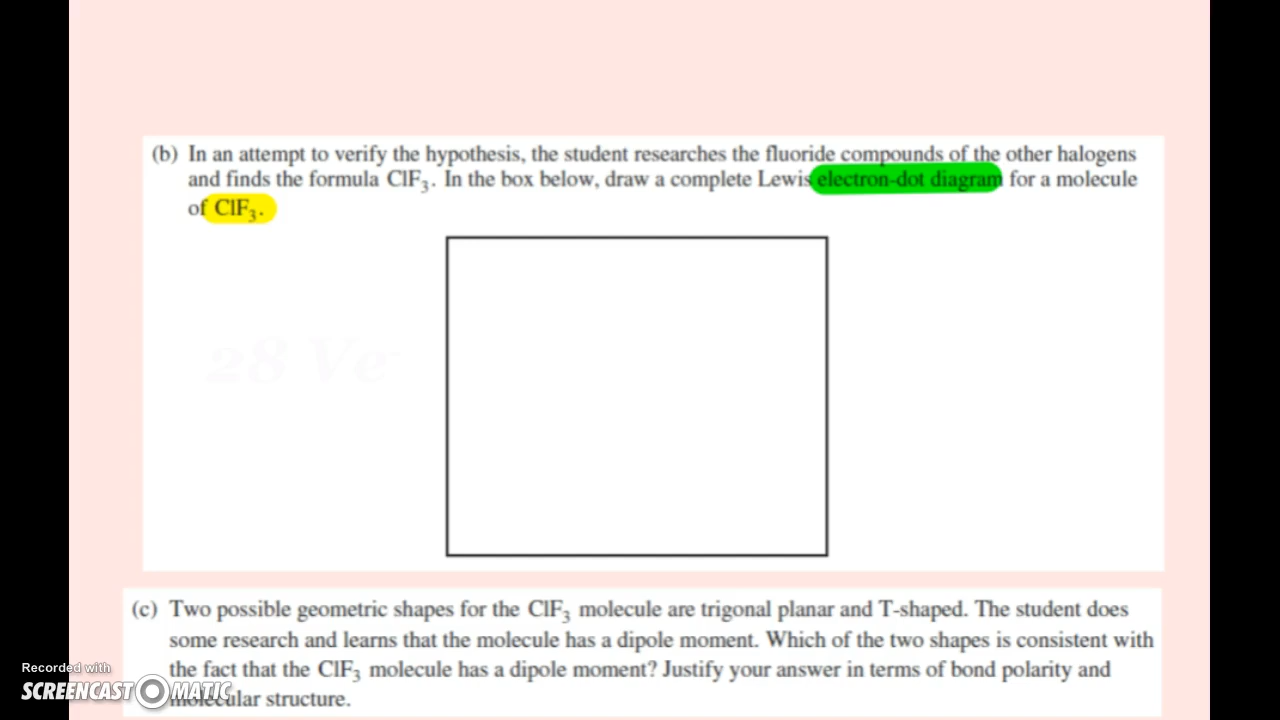 (b) In an attempt to verify the hypothesis, the student researches the fluoride compounds of the other halogens
and finds the formula ClF₃. In the box below, draw a complete Lewis electron-dot diagram for a molecule
of ClF₃.
28 Ve⁻
(c) Two possible geometric shapes for the ClF₃ molecule are trigonal planar and T-shaped. The student does
some research and learns that the molecule has a dipole moment. Which of the two shapes is consistent with
the fact that the ClF₃ molecule has a dipole moment? Justify your answer in terms of bond polarity and
molecular structure.
Recorded with
SCREENCAST O MATIC